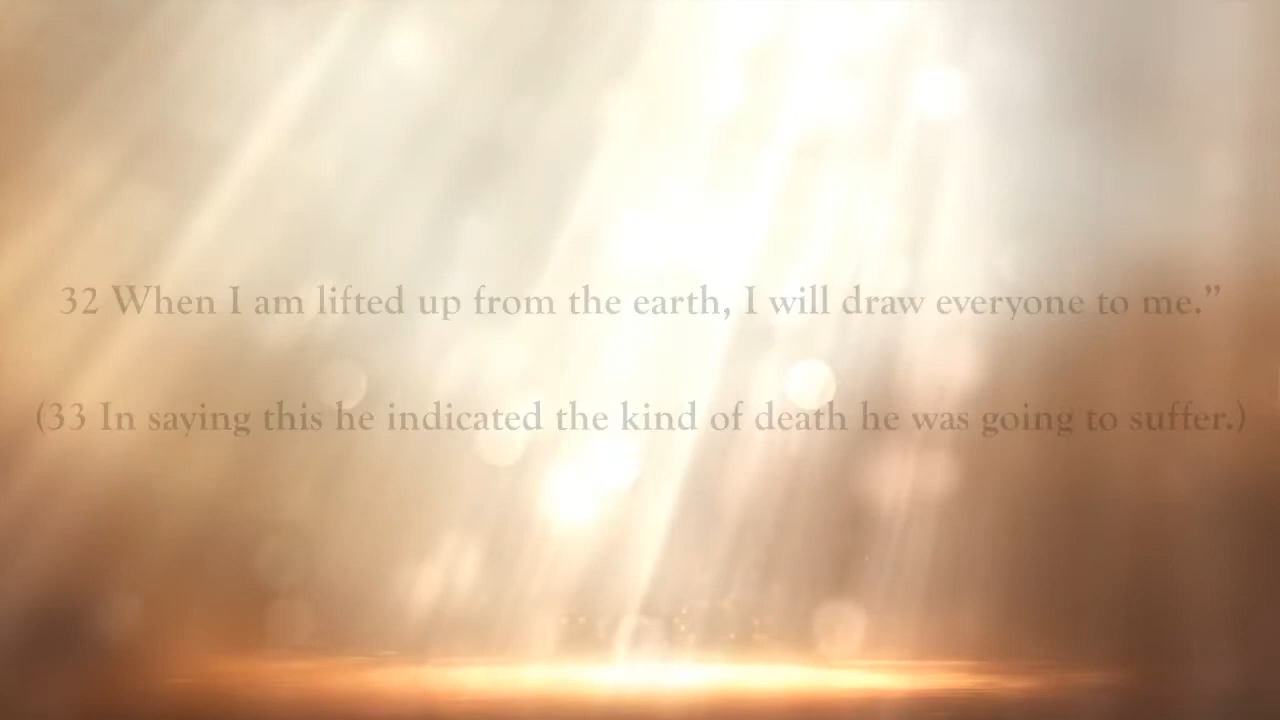 32 When I am lifted up from the earth, I will draw everyone to me.”
(33 In saying this he indicated the kind of death he was going to suffer.)